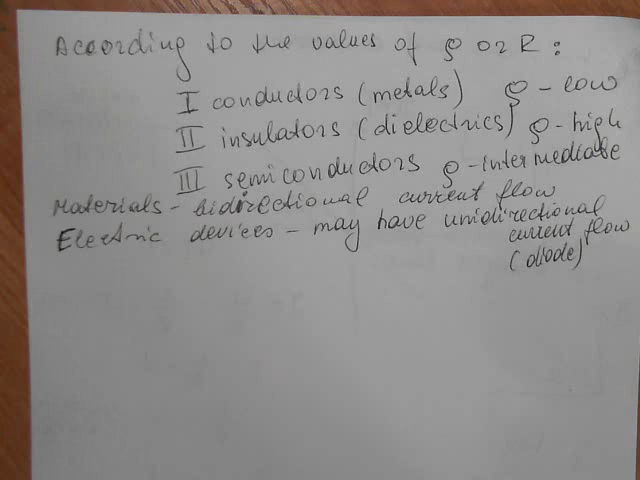 According to the values of ρ or R:
I conductors (metals) ρ - low
II insulators (dielectrics) ρ - high
III semiconductors ρ - intermediate
Materials - bidirectional current flow
Electric devices - may have unidirectional
current flow
(diode)